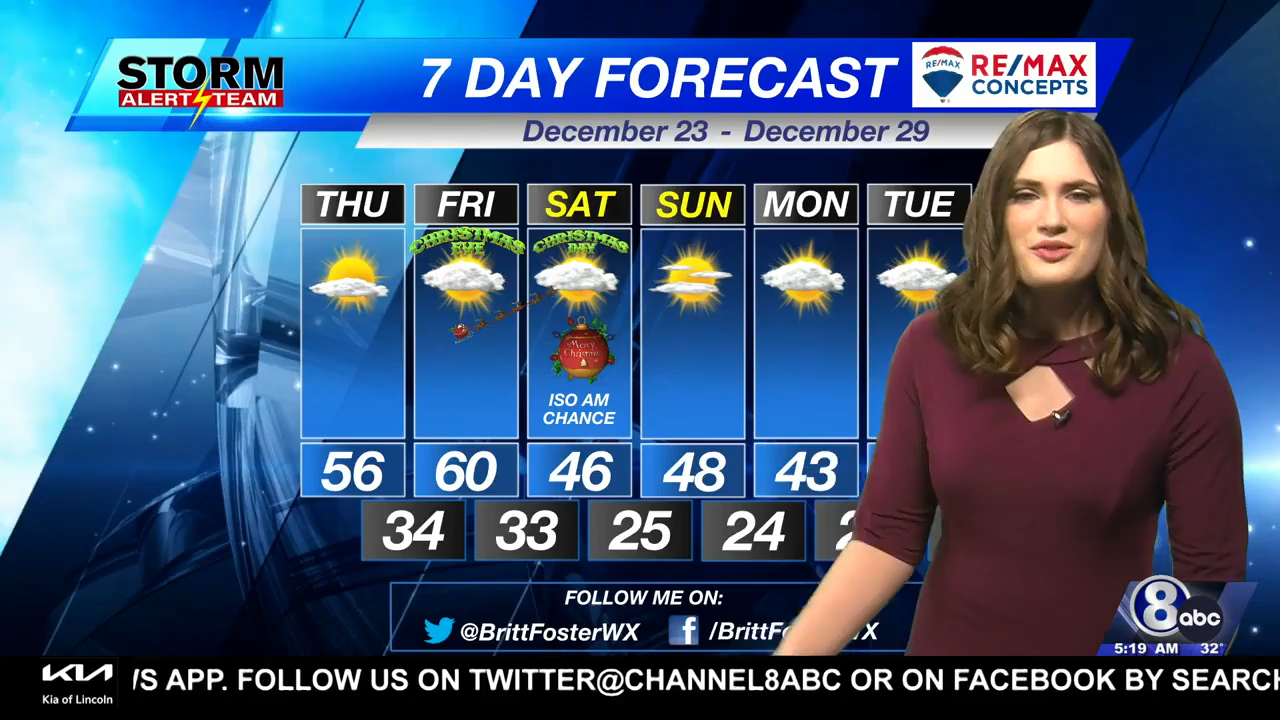 STORM
ALERT TEAM
7 DAY FORECAST
RE/MAX
RE/MAX
CONCEPTS
December 23 - December 29
THU FRI SAT SUN MON TUE
CHRISTMAS EVE
CHRISTMAS DAY
Merry Christmas
ISO AM
CHANCE
56 60 46 48 43
34 33 25 24
FOLLOW ME ON:
@BrittFosterWX
8 abc
5:19 AM 32°
KIA
Kia of Lincoln
APP. FOLLOW US ON TWITTER@CHANNEL8ABC OR ON FACEBOOK BY SEARCH